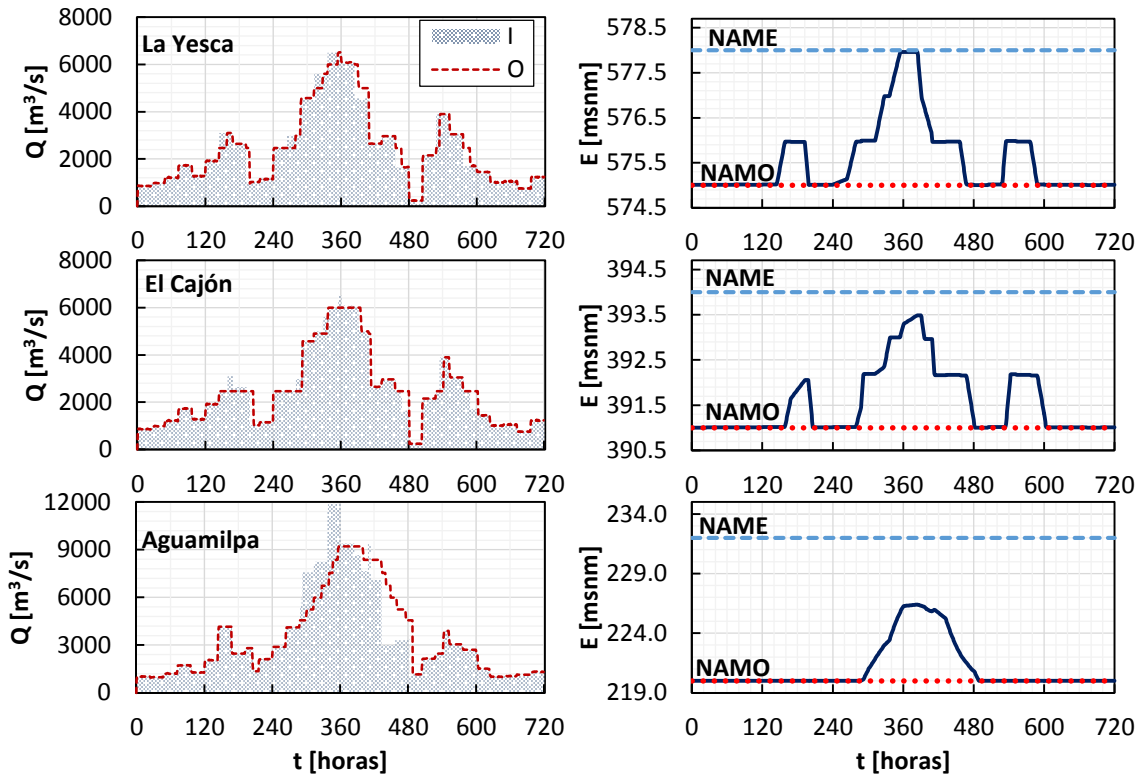 La Yesca
I
O
Q [m³/s]
8000
6000
4000
2000
0
0 120 240 360 480 600 720
NAME
NAMO
E [msnm]
578.5
577.5
576.5
575.5
574.5
0 120 240 360 480 600 720
El Cajón
Q [m³/s]
8000
6000
4000
2000
0
0 120 240 360 480 600 720
NAME
NAMO
E [msnm]
394.5
393.5
392.5
391.5
390.5
0 120 240 360 480 600 720
Aguamilpa
Q [m³/s]
12000
9000
6000
3000
0
0 120 240 360 480 600 720
t [horas]
NAME
NAMO
E [msnm]
234.0
229.0
224.0
219.0
0 120 240 360 480 600 720
t [horas]